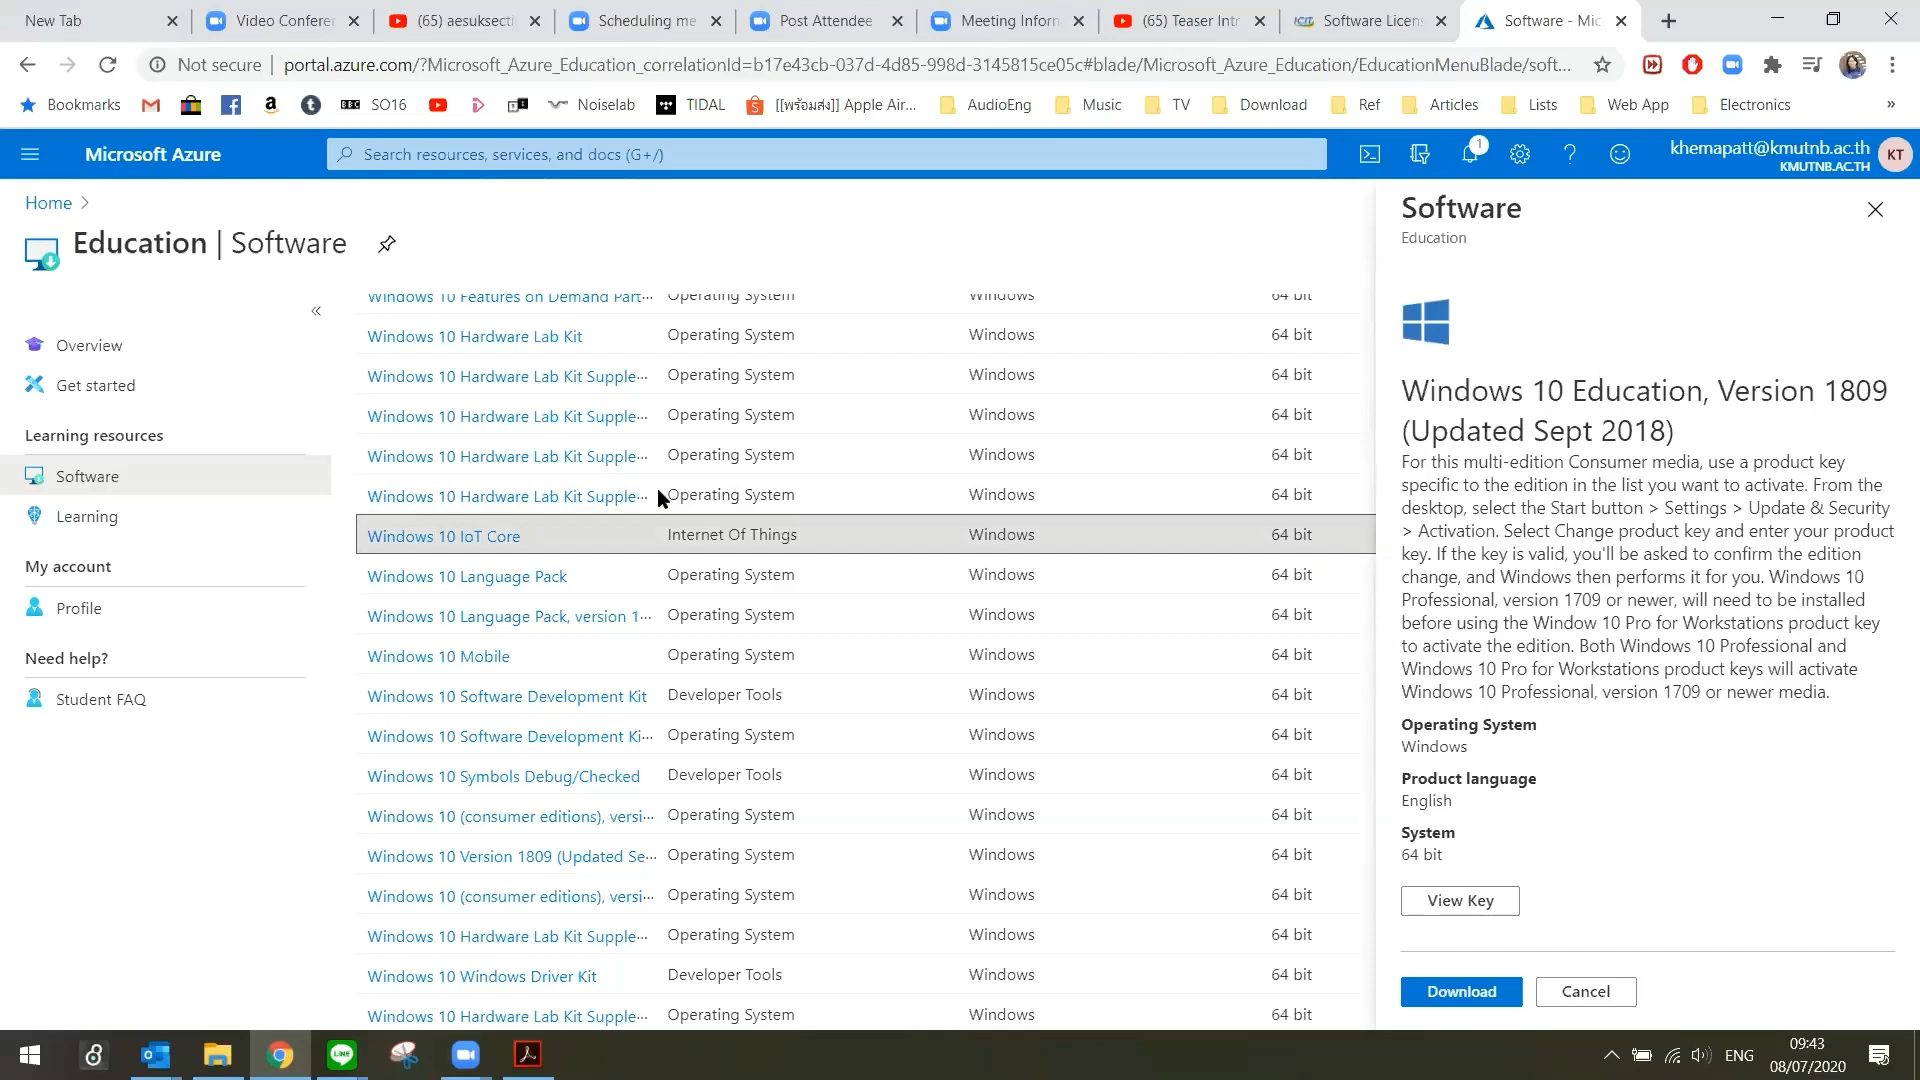 New Tab
Video Conferen
(65) aesuksecti
Scheduling me
Post Attendee
Meeting Inform
(65) Teaser Intr
ICIT Software Licens
Software - Mic
Not secure
portal.azure.com/?Microsoft_Azure_Education_correlationId=b17e43cb-037d-4d85-998d-3145815ce05c#blade/Microsoft_Azure_Education/EducationMenuBlade/soft...
Bookmarks
BBC SO16
Noiselab
TIDAL
[[พร้อมส่ง]] Apple Air...
AudioEng
Music
TV
Download
Ref
Articles
Lists
Web App
Electronics
»
Microsoft Azure
Search resources, services, and docs (G+/)
1
khemapatt@kmutnb.ac.th
KMUTNB.AC.TH
KT
Home >
Education | Software
«
Overview
Get started
Learning resources
Software
Learning
My account
Profile
Need help?
Student FAQ
Windows 10 Features on Demand Part... Operating System Windows 64 bit
Windows 10 Hardware Lab Kit Operating System Windows 64 bit
Windows 10 Hardware Lab Kit Supple... Operating System Windows 64 bit
Windows 10 Hardware Lab Kit Supple... Operating System Windows 64 bit
Windows 10 Hardware Lab Kit Supple... Operating System Windows 64 bit
Windows 10 Hardware Lab Kit Supple... Operating System Windows 64 bit
Windows 10 IoT Core Internet Of Things Windows 64 bit
Windows 10 Language Pack Operating System Windows 64 bit
Windows 10 Language Pack, version 1... Operating System Windows 64 bit
Windows 10 Mobile Operating System Windows 64 bit
Windows 10 Software Development Kit Developer Tools Windows 64 bit
Windows 10 Software Development Ki... Operating System Windows 64 bit
Windows 10 Symbols Debug/Checked Developer Tools Windows 64 bit
Windows 10 (consumer editions), versi... Operating System Windows 64 bit
Windows 10 Version 1809 (Updated Se... Operating System Windows 64 bit
Windows 10 (consumer editions), versi... Operating System Windows 64 bit
Windows 10 Hardware Lab Kit Supple... Operating System Windows 64 bit
Windows 10 Windows Driver Kit Developer Tools Windows 64 bit
Windows 10 Hardware Lab Kit Supple... Operating System Windows 64 bit
Software
Education
Windows 10 Education, Version 1809
(Updated Sept 2018)
For this multi-edition Consumer media, use a product key
specific to the edition in the list you want to activate. From the
desktop, select the Start button > Settings > Update & Security
> Activation. Select Change product key and enter your product
key. If the key is valid, you'll be asked to confirm the edition
change, and Windows then performs it for you. Windows 10
Professional, version 1709 or newer, will need to be installed
before using the Window 10 Pro for Workstations product key
to activate the edition. Both Windows 10 Professional and
Windows 10 Pro for Workstations product keys will activate
Windows 10 Professional, version 1709 or newer media.
Operating System
Windows
Product language
English
System
64 bit
View Key
Download
Cancel
LINE
ENG
09:43
08/07/2020